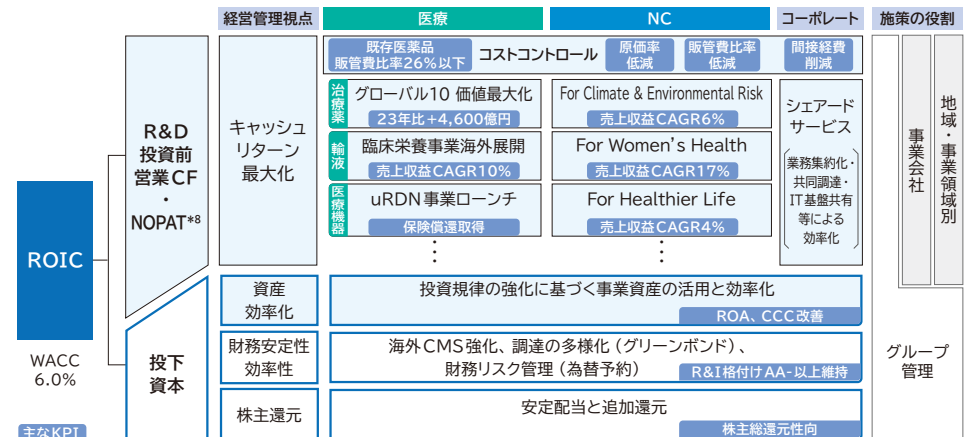 経営管理視点
医療
NC
コーポレート
施策の役割
既存医薬品
販管費比率26%以下
コストコントロール
原価率
低減
販管費比率
低減
間接経費
削減
R&D
投資前
営業CF
・
NOPAT*8
キャッシュ
リターン
最大化
治療薬
グローバル10 価値最大化
23年比+4,600億円
For Climate & Environmental Risk
売上収益CAGR6%
輸液
臨床栄養事業海外展開
売上収益CAGR10%
For Women's Health
売上収益CAGR17%
医療機器
uRDN事業ローンチ
保険償還取得
For Healthier Life
売上収益CAGR4%
シェアード
サービス
業務集約化・
共同調達・
IT基盤共有
等による
効率化
事業会社
地域・事業領域別
ROIC
WACC
6.0%
投下
資本
資産
効率化
投資規律の強化に基づく事業資産の活用と効率化
ROA、CCC改善
財務安定性
効率性
海外CMS強化、調達の多様化(グリーンボンド)、
財務リスク管理(為替予約)
R&I格付けAA-以上維持
グループ
管理
株主還元
安定配当と追加還元
株主総還元性向
主なKPI